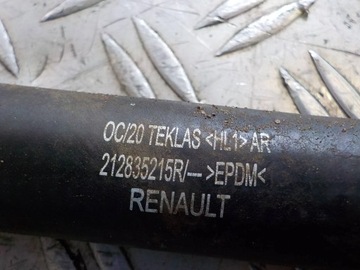 OC/20 TEKLAS <HL1> AR
212835215R/--->EPDM<
RENAULT